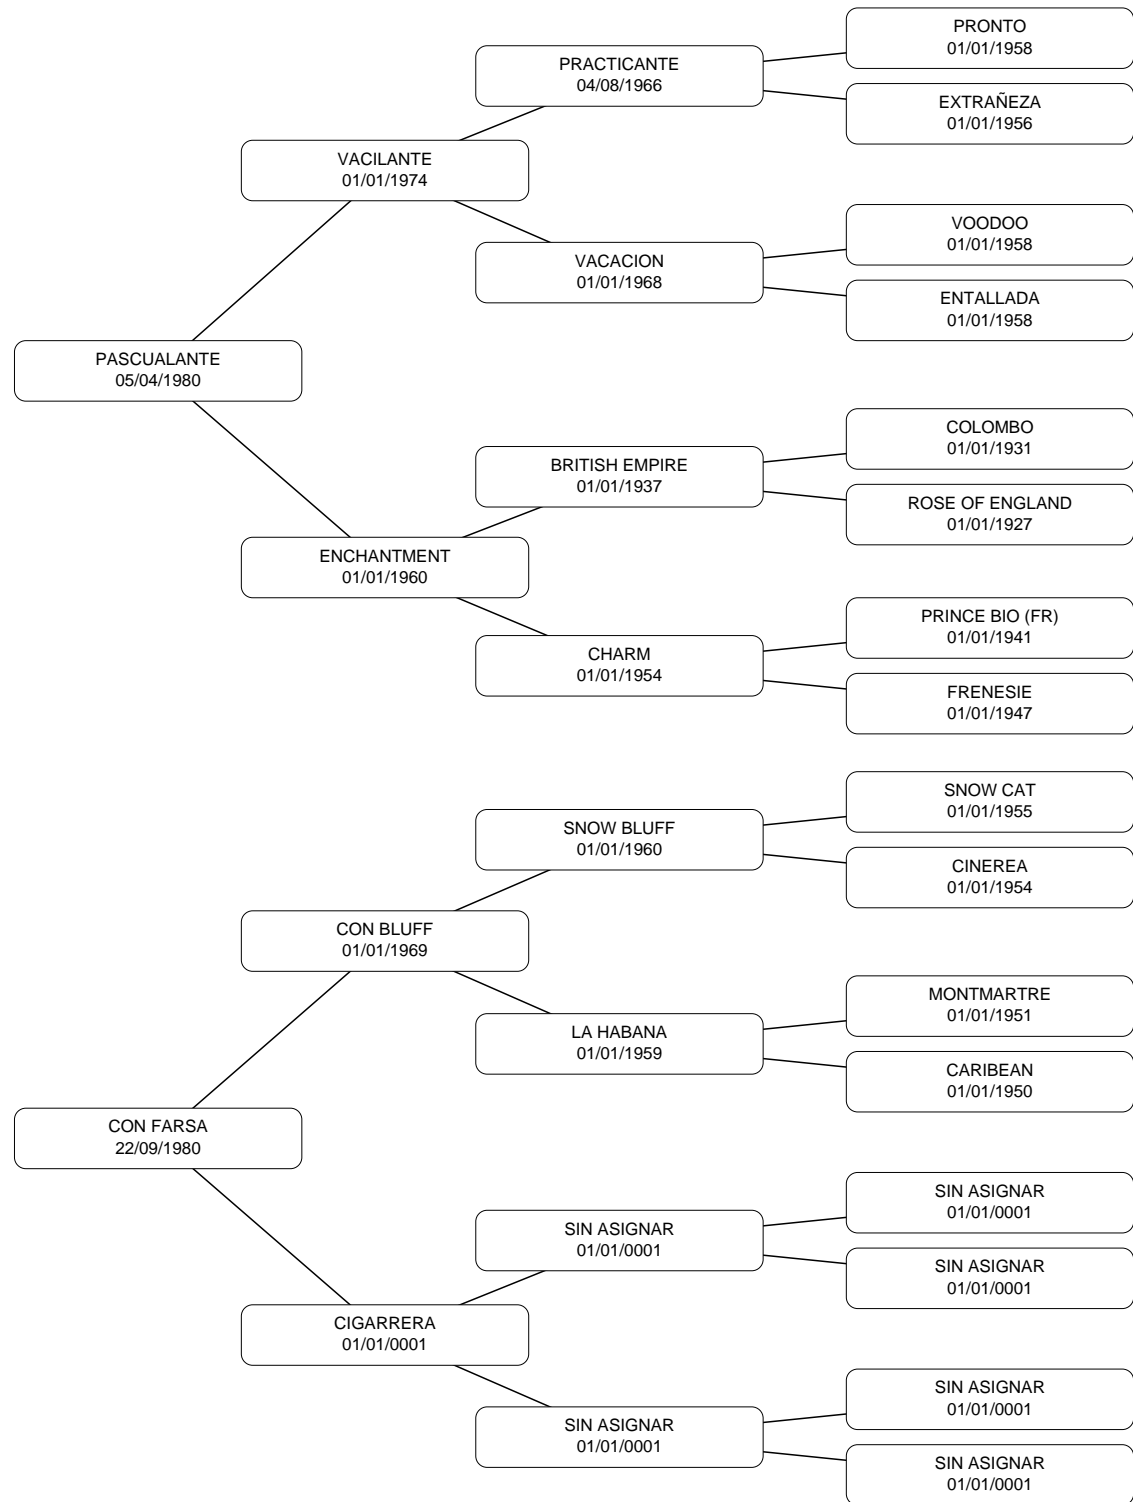 PRONTO
01/01/1958
PRACTICANTE
04/08/1966
EXTRAÑEZA
01/01/1956
VACILANTE
01/01/1974
VOODOO
01/01/1958
VACACION
01/01/1968
ENTALLADA
01/01/1958
PASCUALANTE
05/04/1980
COLOMBO
01/01/1931
BRITISH EMPIRE
01/01/1937
ROSE OF ENGLAND
01/01/1927
ENCHANTMENT
01/01/1960
PRINCE BIO (FR)
01/01/1941
CHARM
01/01/1954
FRENESIE
01/01/1947
SNOW CAT
01/01/1955
SNOW BLUFF
01/01/1960
CINEREA
01/01/1954
CON BLUFF
01/01/1969
MONTMARTRE
01/01/1951
LA HABANA
01/01/1959
CARIBEAN
01/01/1950
CON FARSA
22/09/1980
SIN ASIGNAR
01/01/0001
SIN ASIGNAR
01/01/0001
SIN ASIGNAR
01/01/0001
CIGARRERA
01/01/0001
SIN ASIGNAR
01/01/0001
SIN ASIGNAR
01/01/0001
SIN ASIGNAR
01/01/0001